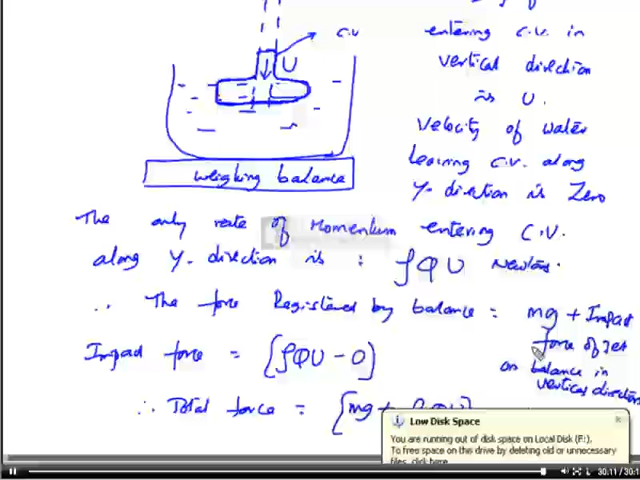 C.V
U
entering C.V. in
vertical direction
is U.
Velocity of water
leaving C.V. along
Y-direction is Zero
weighing balance
The only rate of Momentum entering C.V.
along Y-direction is : ρQU Newtons.
∴ The force Registered by balance = mg + Impact
force of Jet
on balance in
vertical direction
Impact force = [ρQU - 0]
∴ Total force = [mg + ρQU]
Low Disk Space
You are running out of disk space on Local Disk (F:).
To free space on this drive by deleting old or unnecessary
files, click here
30:11 / 30:1